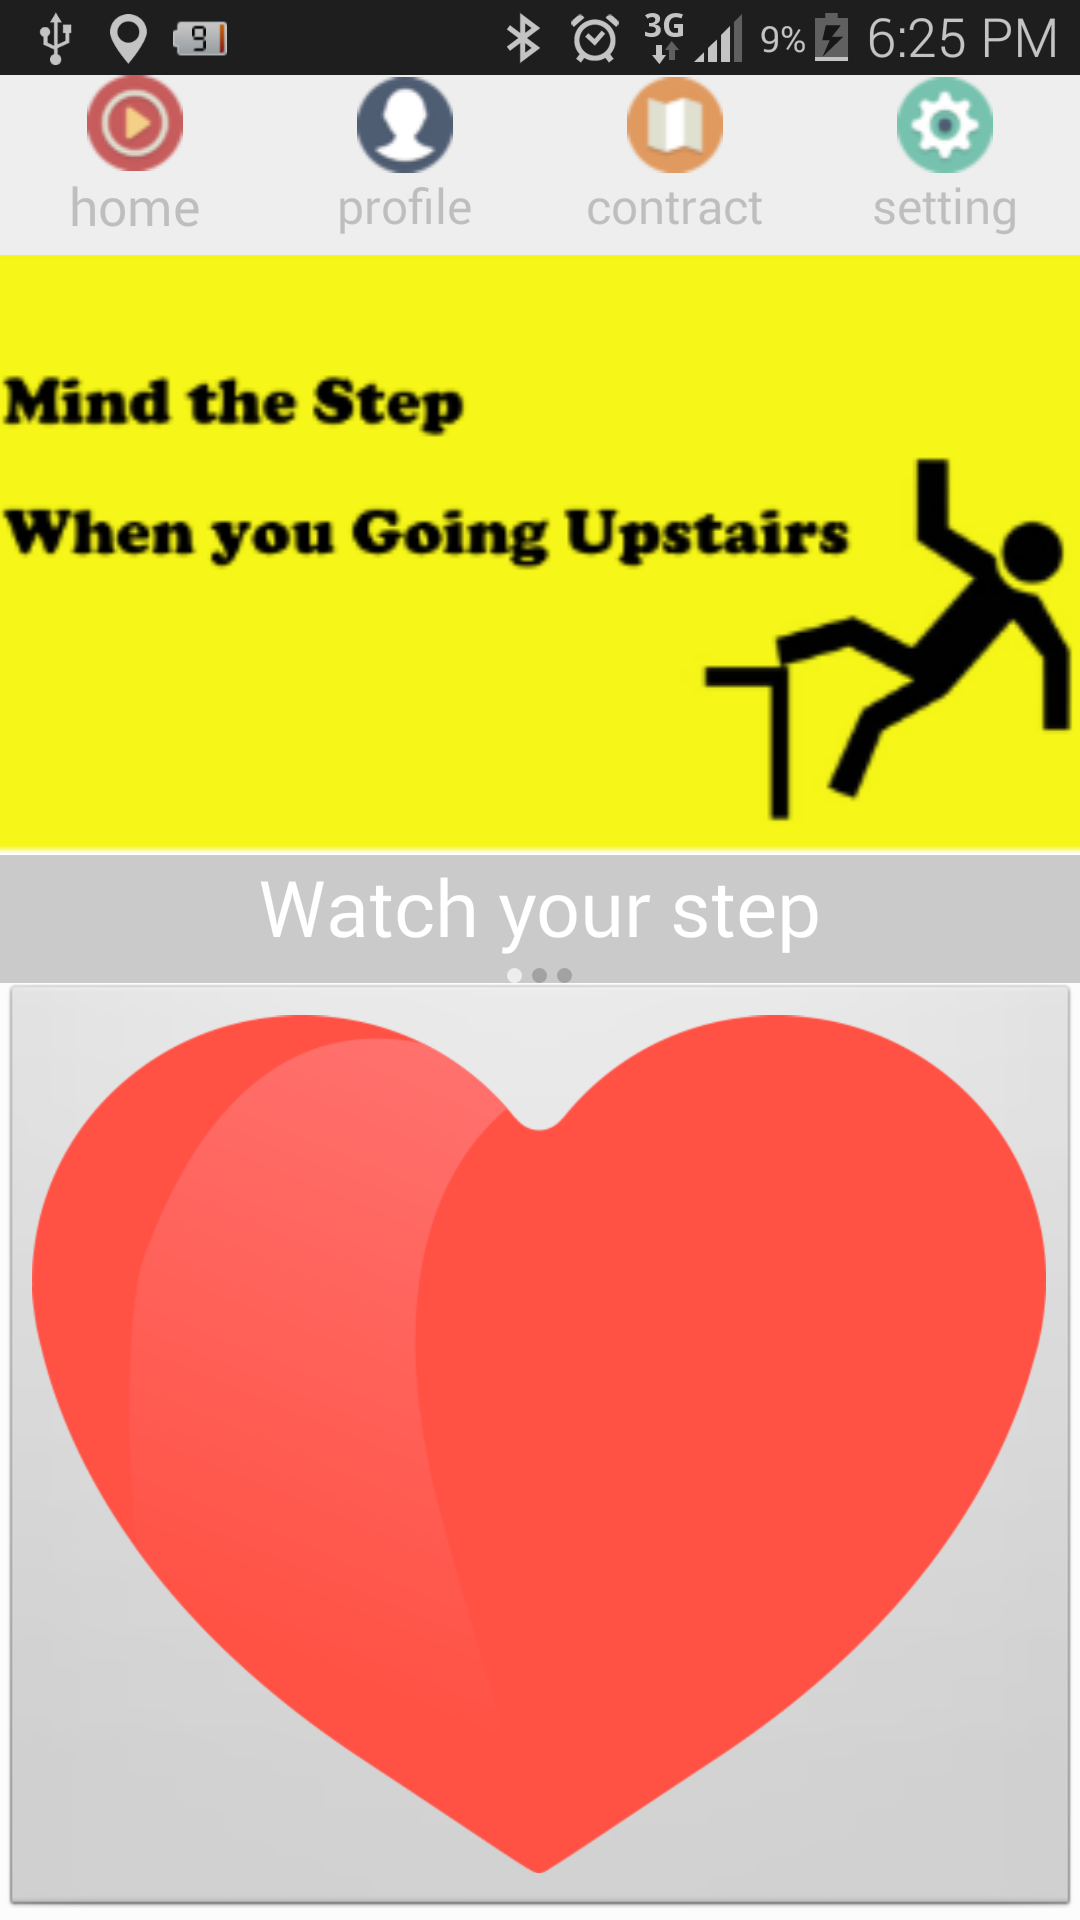 9 3G 9% 6:25 PM
home profile contract setting
Mind the Step
When you Going Upstairs
Watch your step